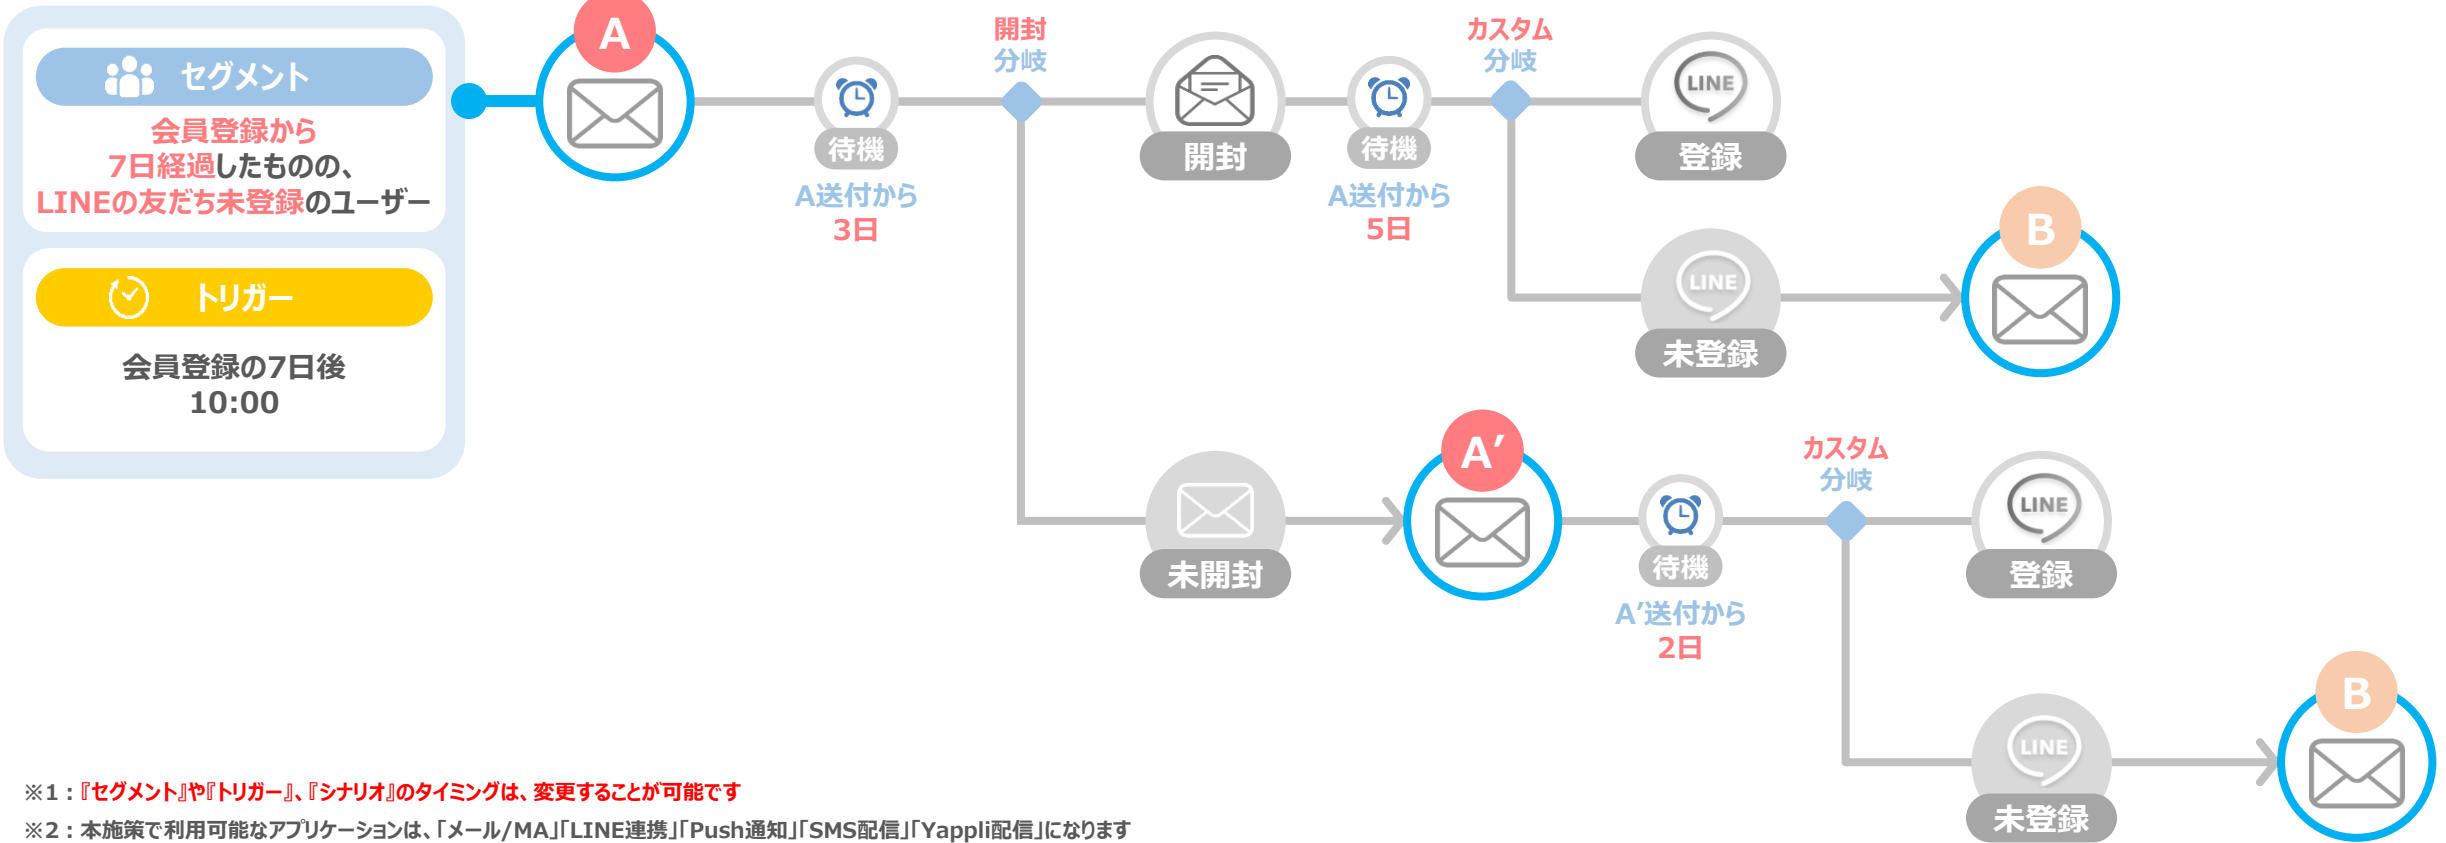 セグメント
会員登録から
7日経過したものの、
LINEの友だち未登録のユーザー
トリガー
会員登録の7日後
10:00
A
待機
A送付から
3日
開封
分岐
開封
待機
A送付から
5日
カスタム
分岐
LINE
登録
LINE
未登録
B
未開封
A′
待機
A′送付から
2日
カスタム
分岐
LINE
登録
LINE
未登録
B
※1：『セグメント』や『トリガー』、『シナリオ』のタイミングは、変更することが可能です
※2：本施策で利用可能なアプリケーションは、「メール/MA」「LINE連携」「Push通知」「SMS配信」「Yappli配信」になります